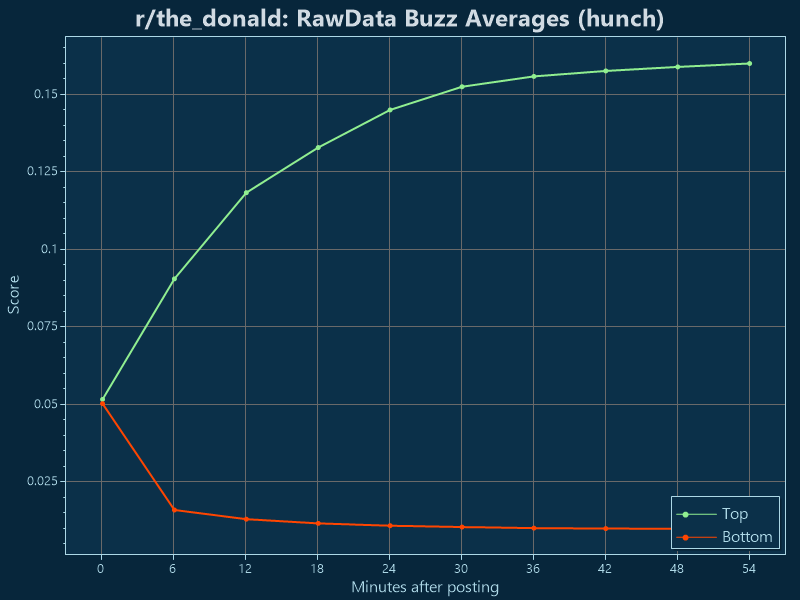 r/the_donald: RawData Buzz Averages (hunch)
0.15
0.125
0.1
0.075
0.05
0.025
Score
Top
Bottom
0 6 12 18 24 30 36 42 48 54
Minutes after posting